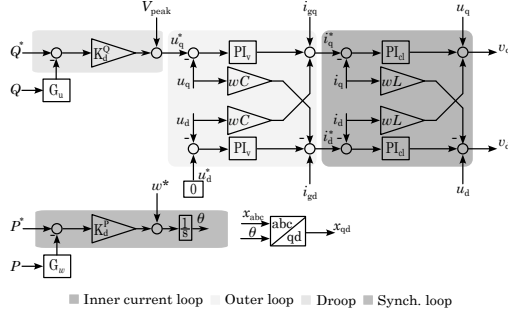 V_peak i_gq u_q
Q* K_d^Q u_q* PI_v i_q* PI_cl v_q
Q G_u u_q wC i_q wL
u_d wC i_d wL
PI_v i_d* PI_cl v_d
0 u_d* i_gd u_d
w*
P* K_d^P 1/s θ x_abc abc
θ qd x_qd
P G_w
Inner current loop Outer loop Droop Synch. loop